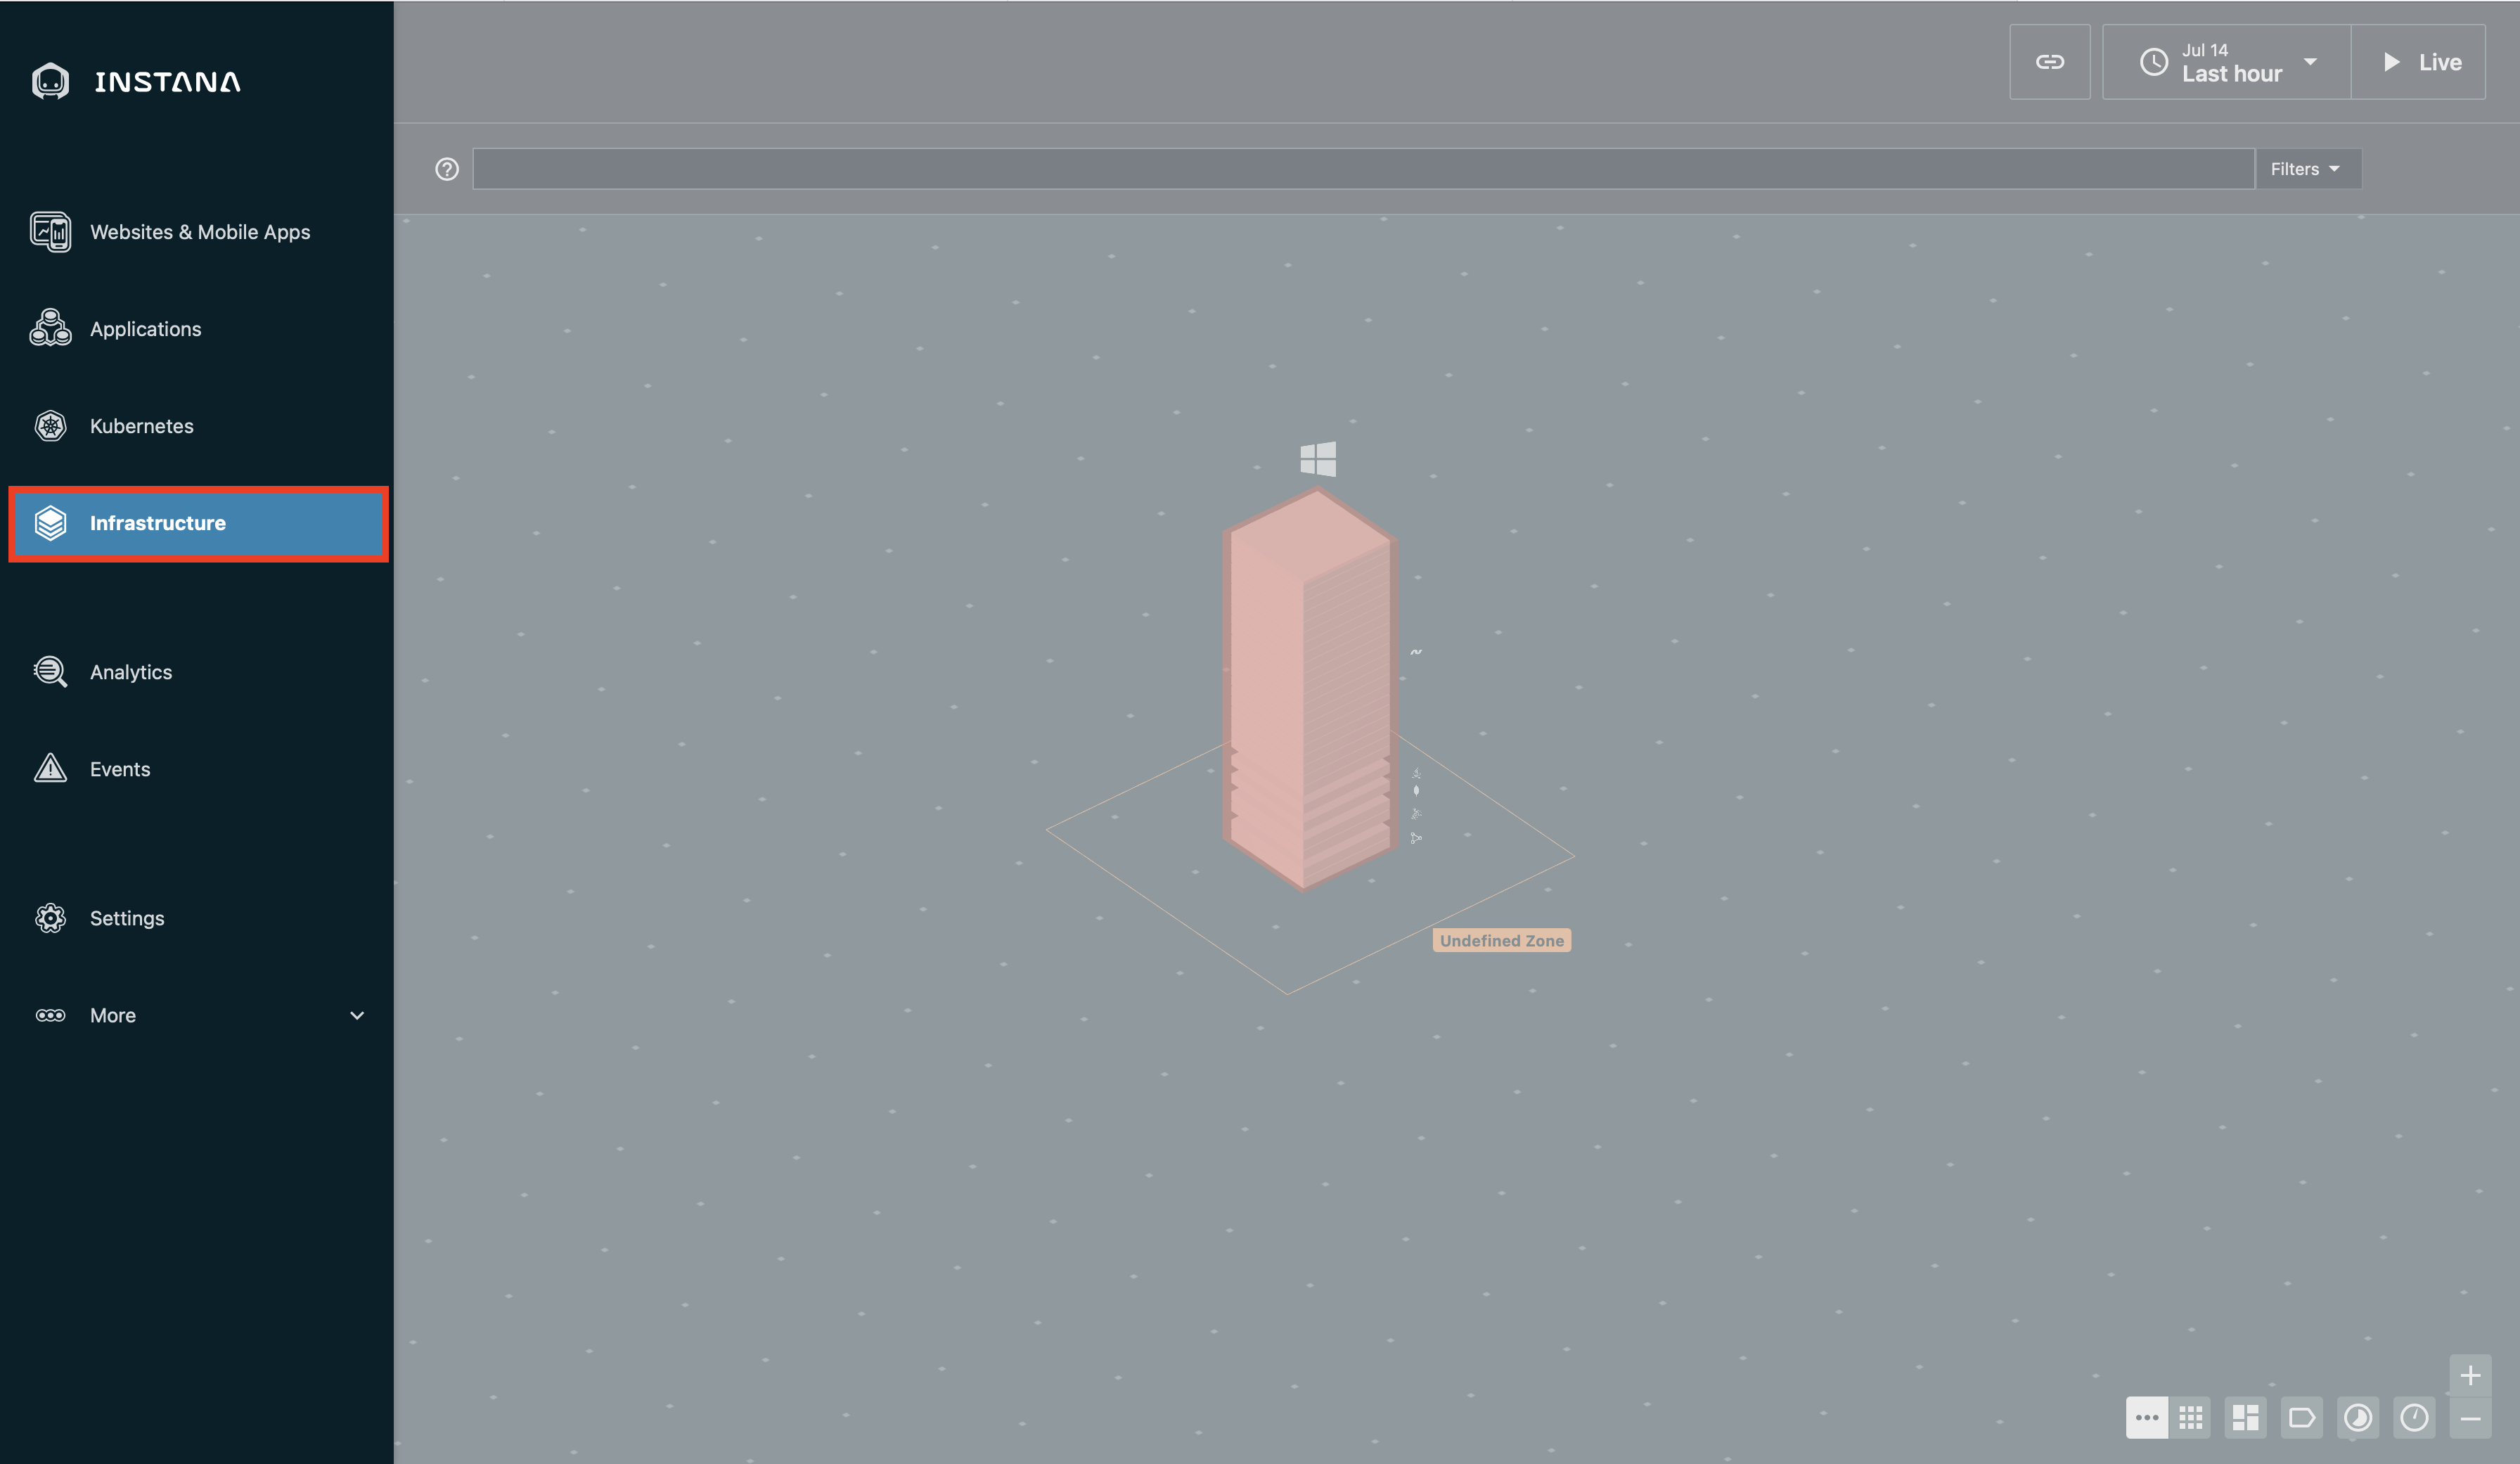 INSTANA
Jul 14
Last hour
Live
Filters
Websites & Mobile Apps
Applications
Kubernetes
Infrastructure
Analytics
Events
Settings
More
Undefined Zone